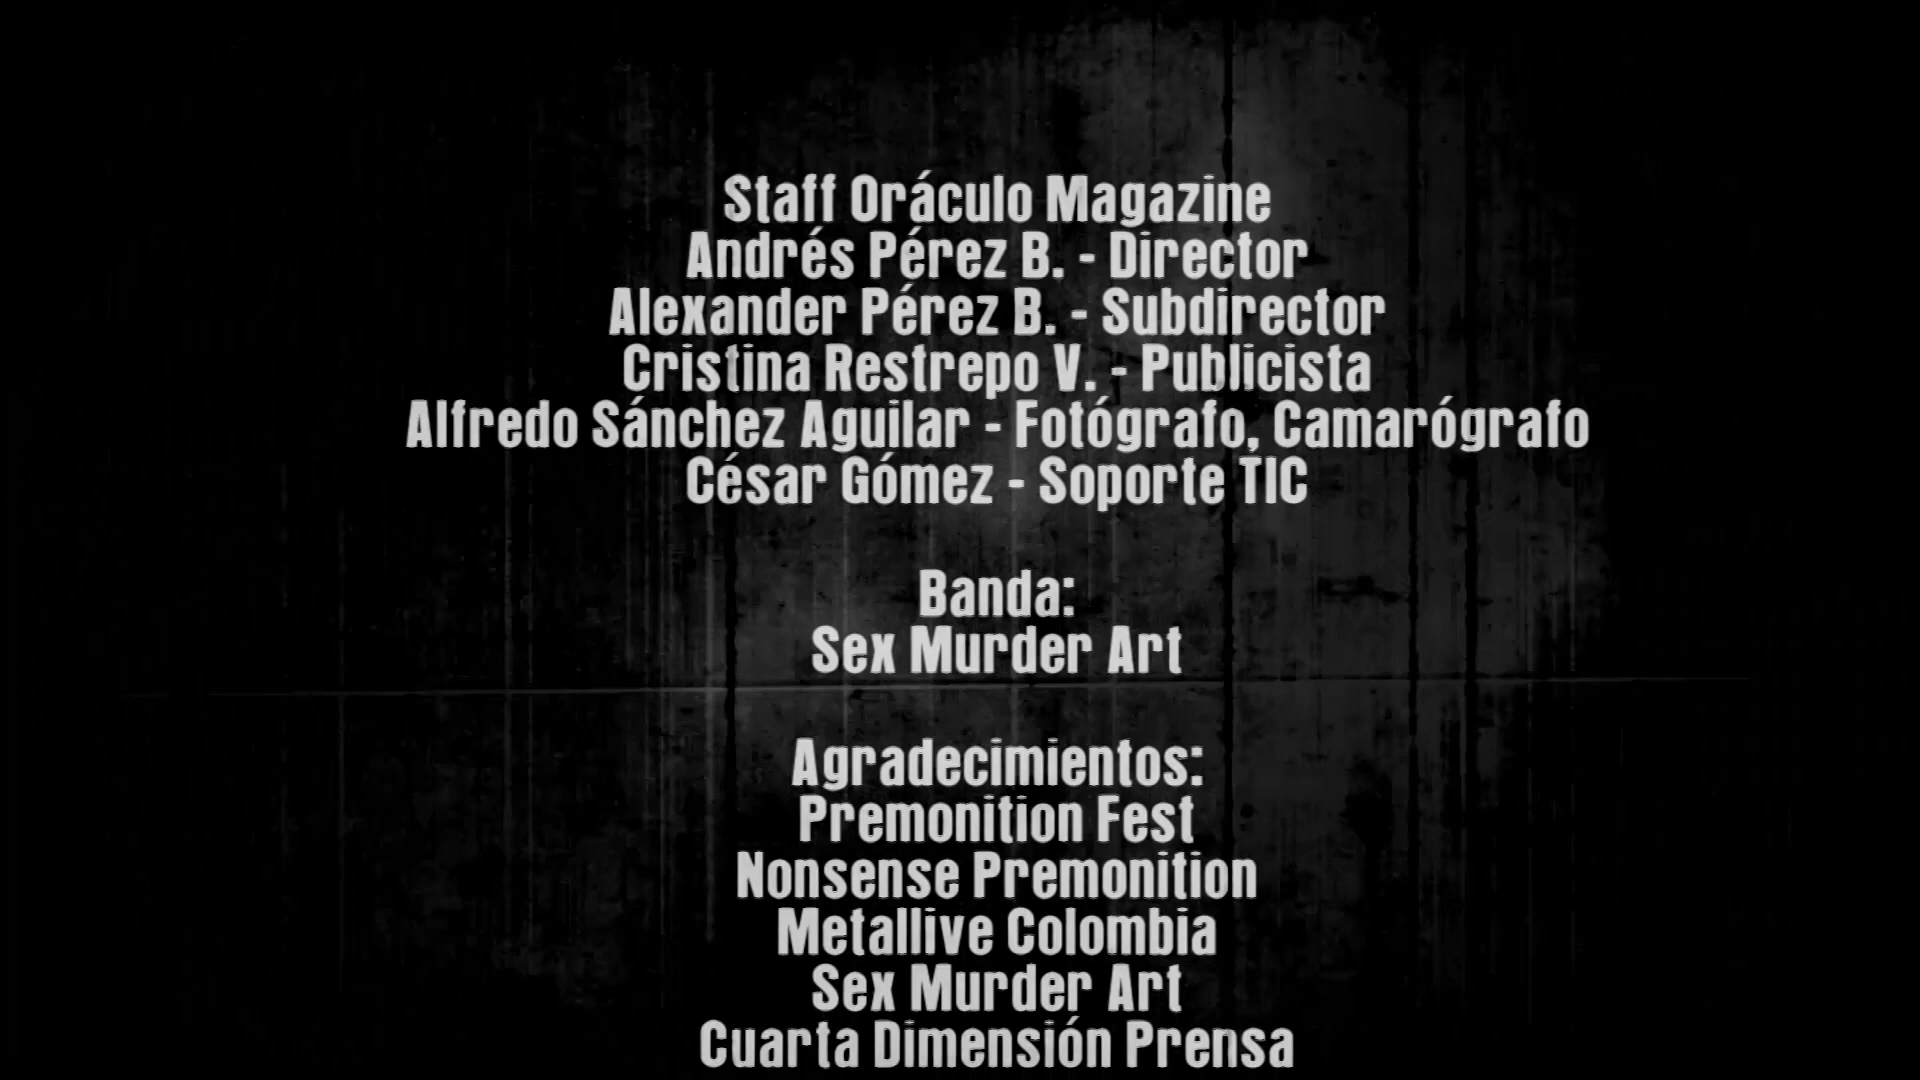 Staff Oráculo Magazine
Andrés Pérez B. - Director
Alexander Pérez B. - Subdirector
Cristina Restrepo V. - Publicista
Alfredo Sánchez Aguilar - Fotógrafo, Camarógrafo
César Gómez - Soporte TIC
Banda:
Sex Murder Art
Agradecimientos:
Premonition Fest
Nonsense Premonition
Metallive Colombia
Sex Murder Art
Cuarta Dimensión Prensa